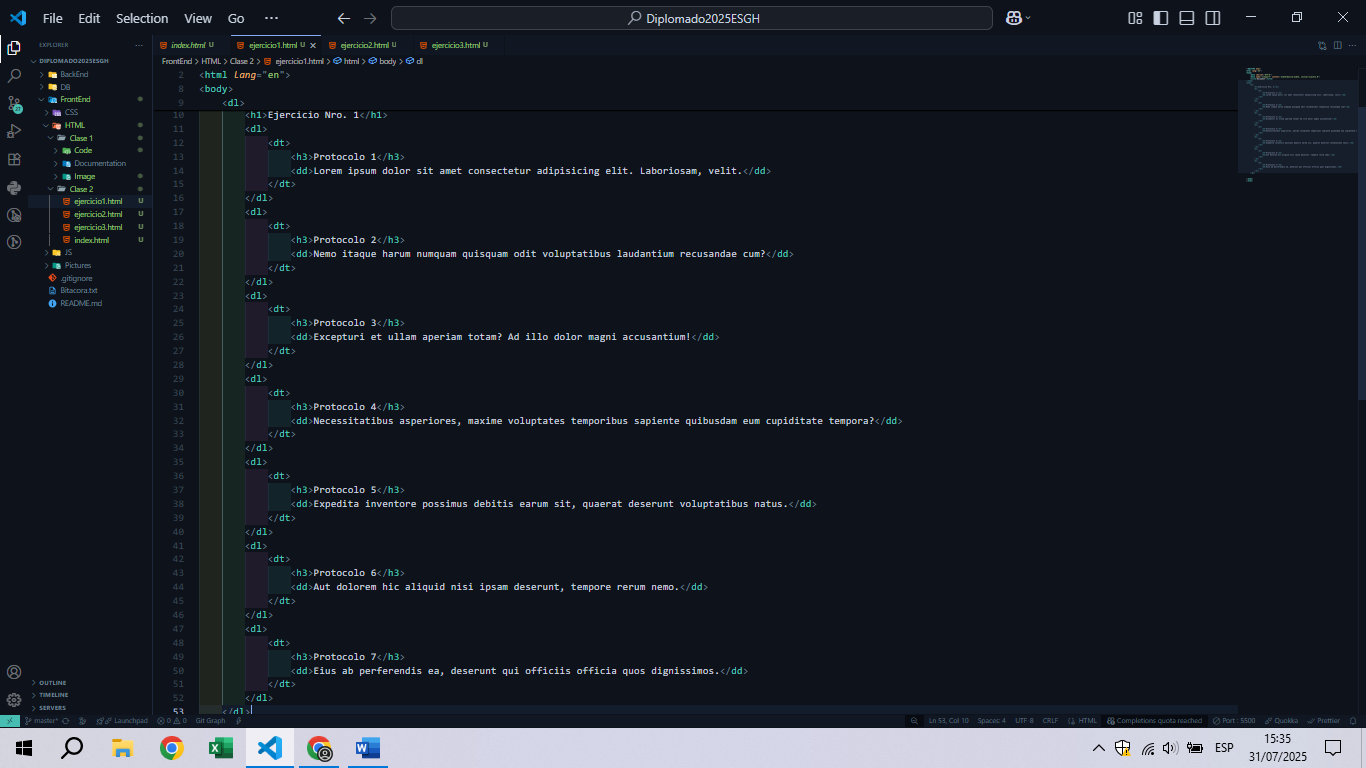 File Edit Selection View Go ··· Diplomado2025ESGH
EXPLORER ···
index.html U ejercicio1.html U ejercicio2.html U ejercicio3.html U
DIPLOMADO2025ESGH
BackEnd
DB
FrontEnd
CSS
HTML
Clase 1
Code
Documentation
Image
Clase 2
ejercicio1.html U
ejercicio2.html U
ejercicio3.html U
index.html U
JS
Pictures
.gitignore
Bitacora.txt
README.md
OUTLINE
TIMELINE
SERVERS
FrontEnd > HTML > Clase 2 > ejercicio1.html > html > body > dl
2 <html lang="en">
8 <body>
9 <dl>
10 <h1>Ejercicio Nro. 1</h1>
11 <dl>
12 <dt>
13 <h3>Protocolo 1</h3>
14 <dd>Lorem ipsum dolor sit amet consectetur adipisicing elit. Laboriosam, velit.</dd>
15 </dt>
16 </dl>
17 <dl>
18 <dt>
19 <h3>Protocolo 2</h3>
20 <dd>Nemo itaque harum numquam quisquam odit voluptatibus laudantium recusandae cum?</dd>
21 </dt>
22 </dl>
23 <dl>
24 <dt>
25 <h3>Protocolo 3</h3>
26 <dd>Excepturi et ullam aperiam totam? Ad illo dolor magni accusantium!</dd>
27 </dt>
28 </dl>
29 <dl>
30 <dt>
31 <h3>Protocolo 4</h3>
32 <dd>Necessitatibus asperiores, maxime voluptates temporibus sapiente quibusdam eum cupiditate tempora?</dd>
33 </dt>
34 </dl>
35 <dl>
36 <dt>
37 <h3>Protocolo 5</h3>
38 <dd>Expedita inventore possimus debitis earum sit, quaerat deserunt voluptatibus natus.</dd>
39 </dt>
40 </dl>
41 <dl>
42 <dt>
43 <h3>Protocolo 6</h3>
44 <dd>Aut dolorem hic aliquid nisi ipsam deserunt, tempore rerum nemo.</dd>
45 </dt>
46 </dl>
47 <dl>
48 <dt>
49 <h3>Protocolo 7</h3>
50 <dd>Eius ab perferendis ea, deserunt qui officiis officia quos dignissimos.</dd>
51 </dt>
52 </dl>
53 </dl>
master* Launchpad 0 0 Git Graph Ln 53, Col 10 Spaces: 4 UTF-8 CRLF HTML Completions quota reached Port : 5500 Quokka Prettier
ESP 15:35
31/07/2025